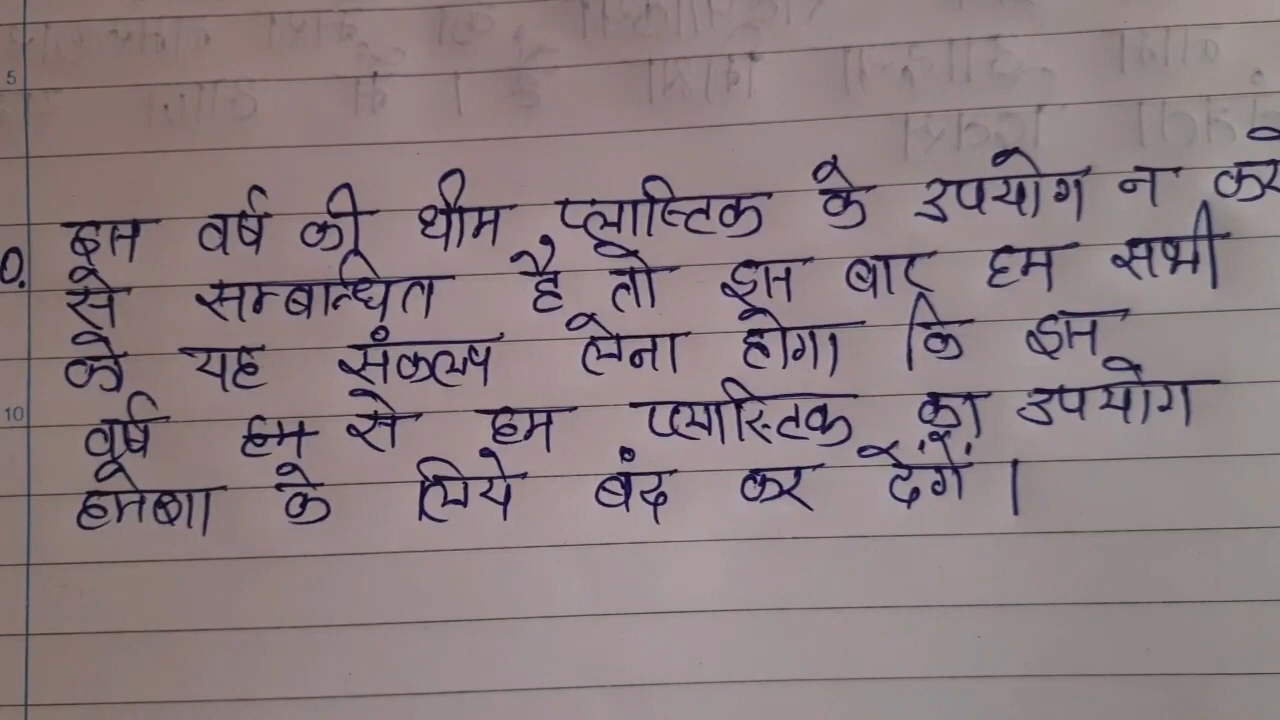 इस वर्ष की थीम प्लास्टिक के उपयोग न करे
से सम्बन्धित है तो इस बार हम सभी
को यह संकल्प लेना होगा कि इस
वर्ष हम से हम प्लास्टिक का उपयोग
हमेशा के लिये बंद कर देंगें।